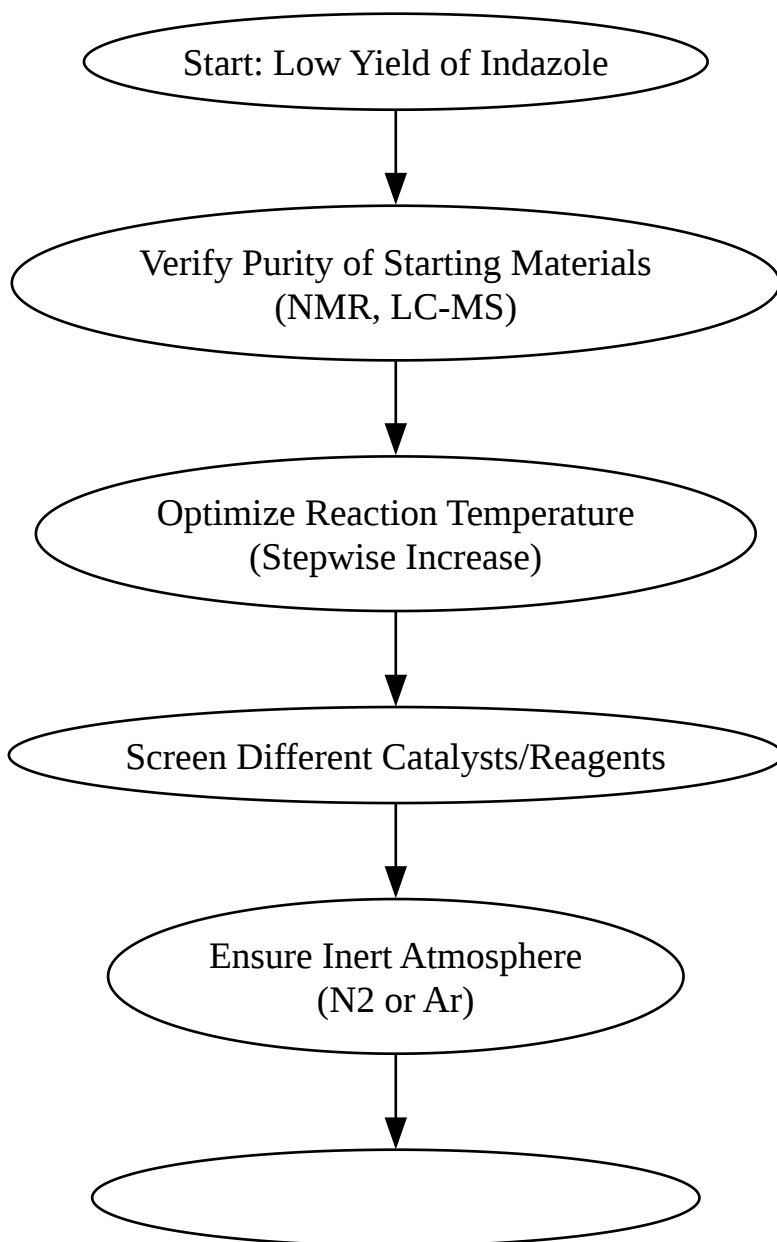 Start: Low Yield of Indazole
Verify Purity of Starting Materials
(NMR, LC-MS)
Optimize Reaction Temperature
(Stepwise Increase)
Screen Different Catalysts/Reagents
Ensure Inert Atmosphere
(N2 or Ar)